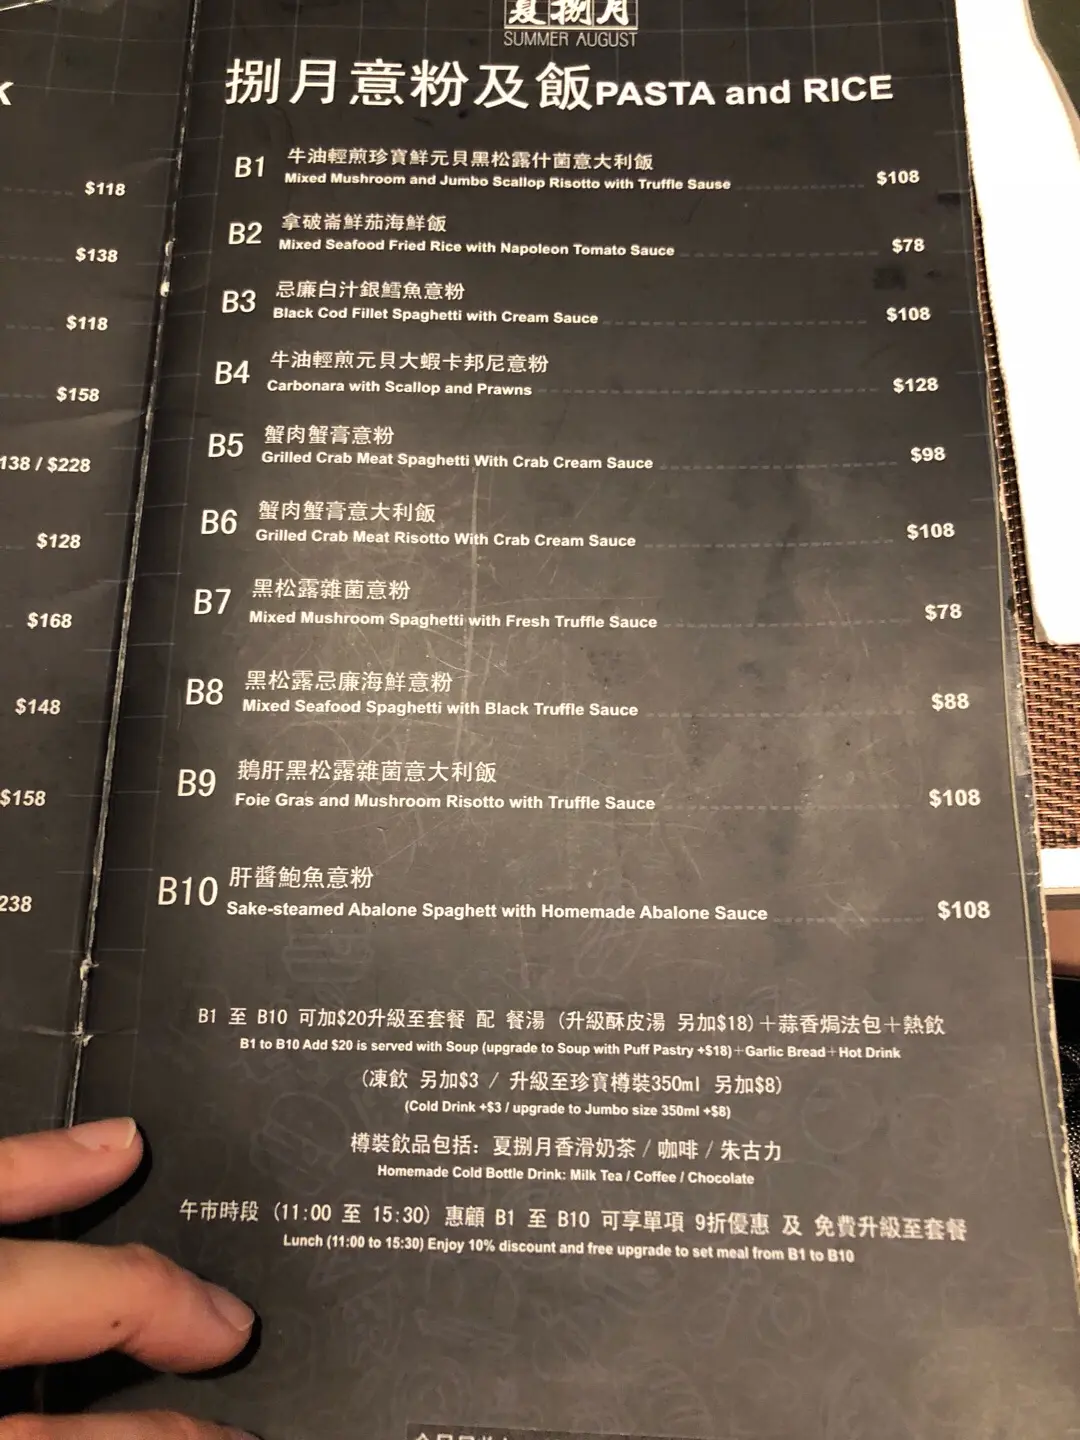 夏捌月
SUMMER AUGUST
捌月意粉及飯PASTA and RICE
B1 牛油輕煎珍寶鮮元貝黑松露什菌意大利飯
Mixed Mushroom and Jumbo Scallop Risotto with Truffle Sause $108
B2 拿破崙鮮茄海鮮飯
Mixed Seafood Fried Rice with Napoleon Tomato Sauce $78
B3 忌廉白汁銀鱈魚意粉
Black Cod Fillet Spaghetti with Cream Sauce $108
B4 牛油輕煎元貝大蝦卡邦尼意粉
Carbonara with Scallop and Prawns $128
B5 蟹肉蟹膏意粉
Grilled Crab Meat Spaghetti With Crab Cream Sauce $98
B6 蟹肉蟹膏意大利飯
Grilled Crab Meat Risotto With Crab Cream Sauce $108
B7 黑松露雜菌意粉
Mixed Mushroom Spaghetti with Fresh Truffle Sauce $78
B8 黑松露忌廉海鮮意粉
Mixed Seafood Spaghetti with Black Truffle Sauce $88
B9 鵝肝黑松露雜菌意大利飯
Foie Gras and Mushroom Risotto with Truffle Sauce $108
B10 肝醬鮑魚意粉
Sake-steamed Abalone Spaghett with Homemade Abalone Sauce $108
B1 至 B10 可加$20升級至套餐 配 餐湯 (升級酥皮湯 另加$18)＋蒜香焗法包＋熱飲
B1 to B10 Add $20 is served with Soup (upgrade to Soup with Puff Pastry +$18)＋Garlic Bread＋Hot Drink
(凍飲 另加$3 / 升級至珍寶樽裝350ml 另加$8)
(Cold Drink +$3 / upgrade to Jumbo size 350ml +$8)
樽裝飲品包括: 夏捌月香滑奶茶 / 咖啡 / 朱古力
Homemade Cold Bottle Drink: Milk Tea / Coffee / Chocolate
午市時段 (11:00 至 15:30) 惠顧 B1 至 B10 可享單項 9折優惠 及 免費升級至套餐
Lunch (11:00 to 15:30) Enjoy 10% discount and free upgrade to set meal from B1 to B10
K
$118
$138
$118
$158
138 / $228
$128
$168
$148
$158
238